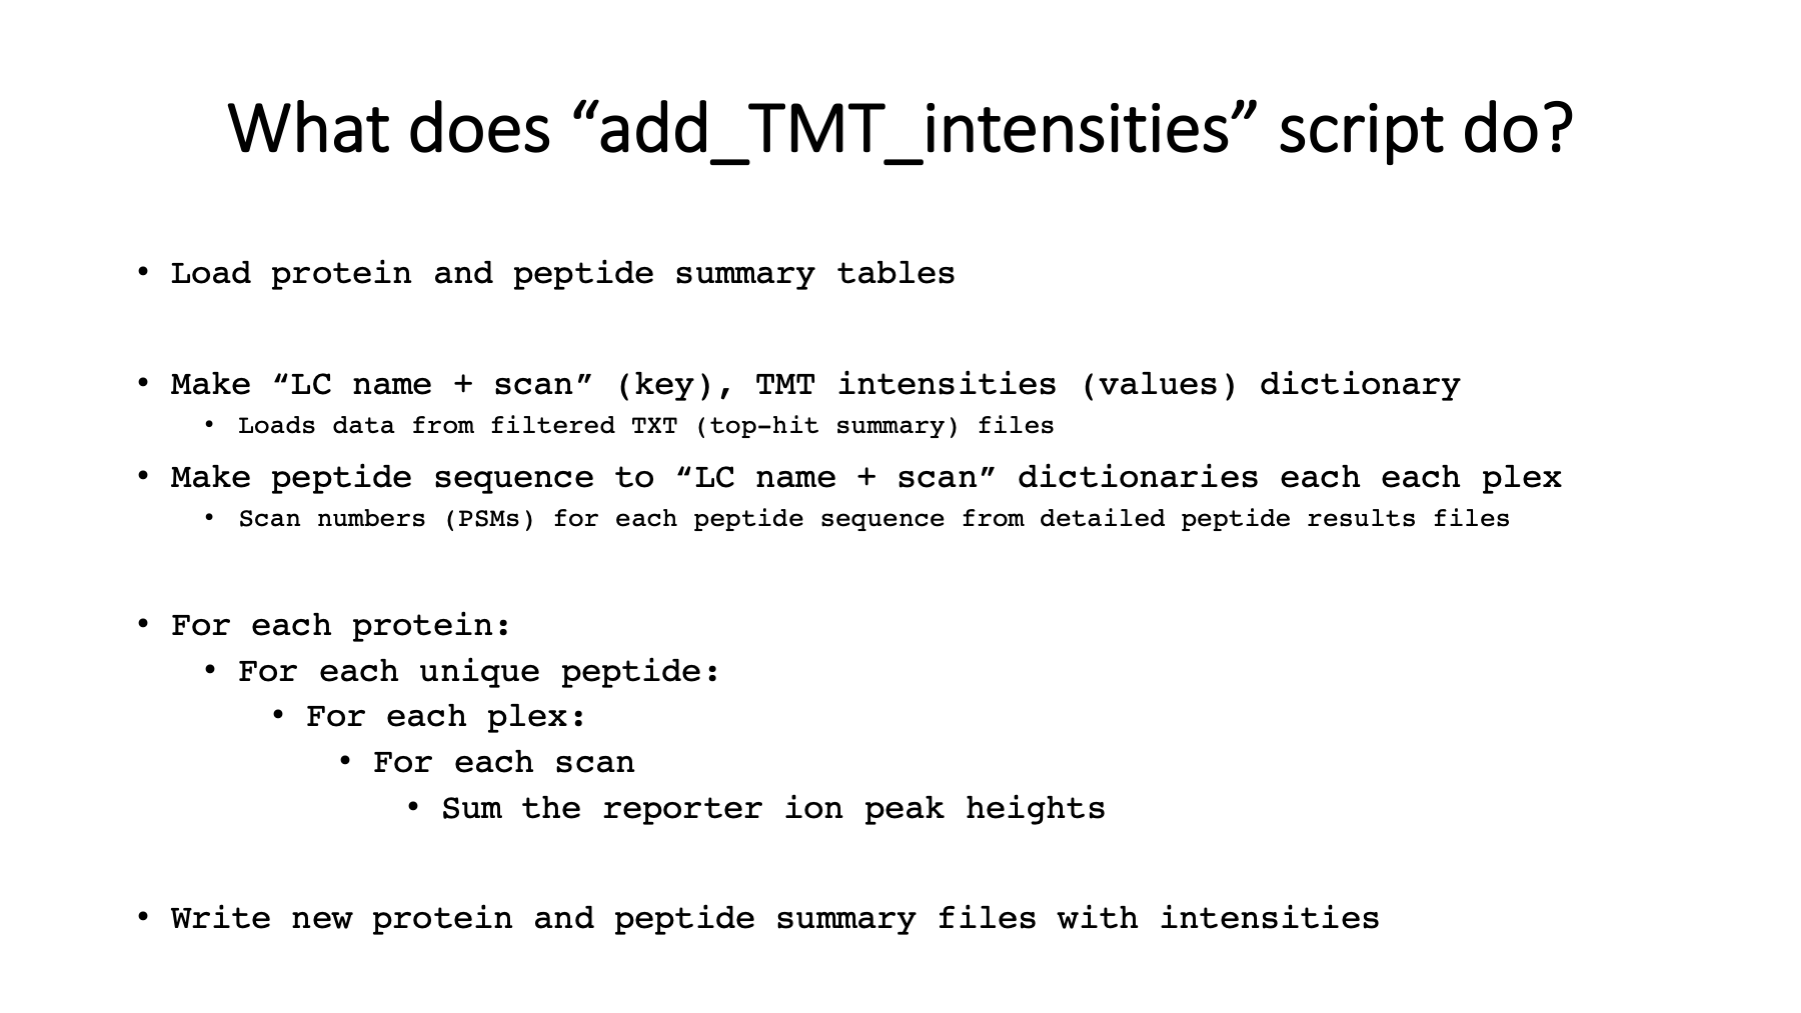 What does “add_TMT_intensities” script do?
• Load protein and peptide summary tables
• Make “LC name + scan” (key), TMT intensities (values) dictionary
• Loads data from filtered TXT (top-hit summary) files
• Make peptide sequence to “LC name + scan” dictionaries each each plex
• Scan numbers (PSMs) for each peptide sequence from detailed peptide results files
• For each protein:
• For each unique peptide:
• For each plex:
• For each scan
• Sum the reporter ion peak heights
• Write new protein and peptide summary files with intensities